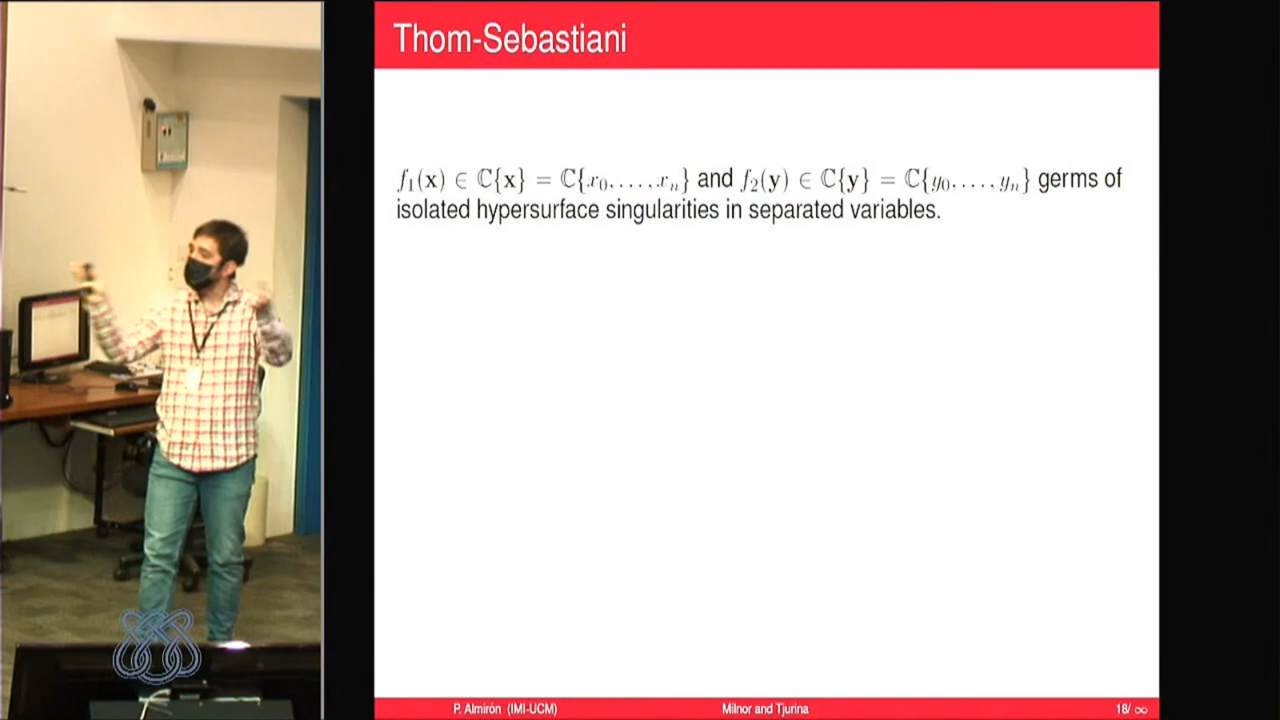 Thom-Sebastiani
f₁(𝐱) ∈ ℂ{𝐱} = ℂ{x₀, . . . , xₙ} and f₂(𝐲) ∈ ℂ{𝐲} = ℂ{y₀, . . . , yₙ} germs of
isolated hypersurface singularities in separated variables.
P. Almirón (IMI-UCM) Milnor and Tjurina 18/ ∞